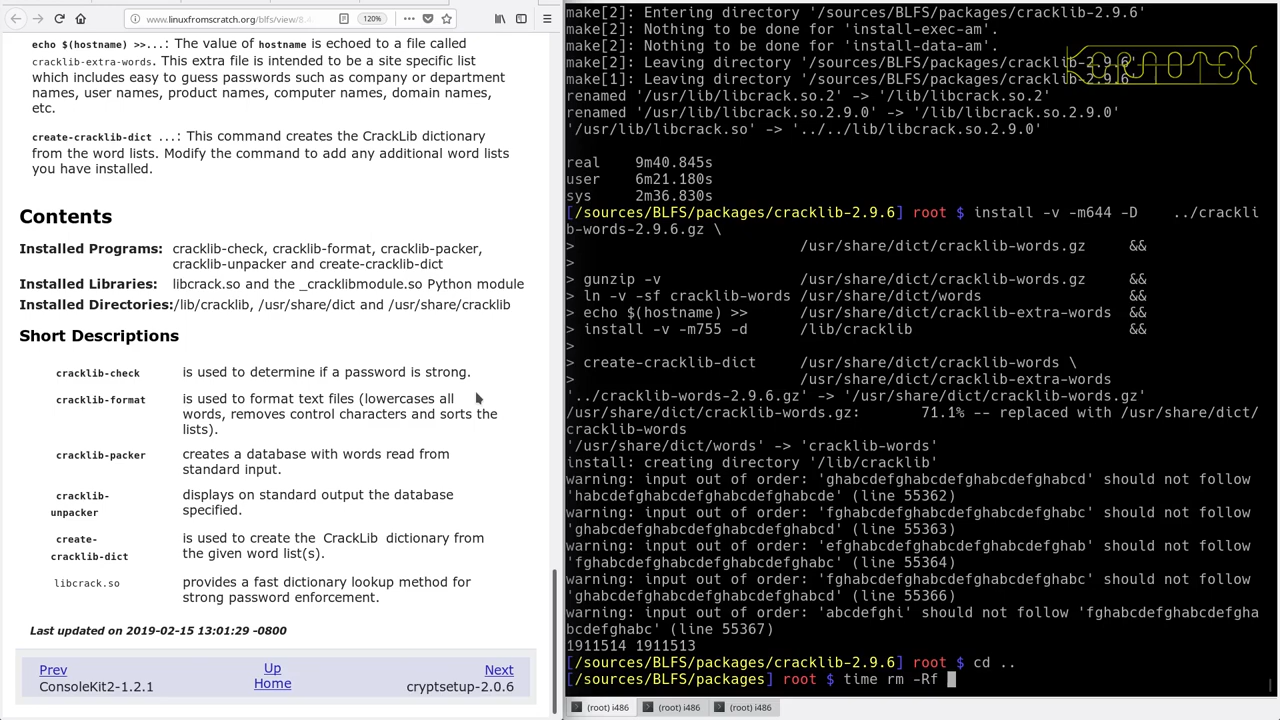 www.linuxfromscratch.org/blfs/view/8.4
120%
echo $(hostname) >>...: The value of hostname is echoed to a file called
cracklib-extra-words. This extra file is intended to be a site specific list
which includes easy to guess passwords such as company or department
names, user names, product names, computer names, domain names,
etc.
create-cracklib-dict ...: This command creates the CrackLib dictionary
from the word lists. Modify the command to add any additional word lists
you have installed.
Contents
Installed Programs: cracklib-check, cracklib-format, cracklib-packer,
cracklib-unpacker and create-cracklib-dict
Installed Libraries: libcrack.so and the _cracklibmodule.so Python module
Installed Directories:/lib/cracklib, /usr/share/dict and /usr/share/cracklib
Short Descriptions
cracklib-check is used to determine if a password is strong.
cracklib-format is used to format text files (lowercases all
words, removes control characters and sorts the
lists).
cracklib-packer creates a database with words read from
standard input.
cracklib- displays on standard output the database
unpacker specified.
create- is used to create the CrackLib dictionary from
cracklib-dict the given word list(s).
libcrack.so provides a fast dictionary lookup method for
strong password enforcement.
Last updated on 2019-02-15 13:01:29 -0800
Prev Up Next
ConsoleKit2-1.2.1 Home cryptsetup-2.0.6
make[2]: Entering directory '/sources/BLFS/packages/cracklib-2.9.6'
make[2]: Nothing to be done for 'install-exec-am'.
make[2]: Nothing to be done for 'install-data-am'.
make[2]: Leaving directory '/sources/BLFS/packages/cracklib-2.9.6'
make[1]: Leaving directory '/sources/BLFS/packages/cracklib-2.9.6'
renamed '/usr/lib/libcrack.so.2' -> '/lib/libcrack.so.2'
renamed '/usr/lib/libcrack.so.2.9.0' -> '/lib/libcrack.so.2.9.0'
'/usr/lib/libcrack.so' -> '../../lib/libcrack.so.2.9.0'
real 9m40.845s
user 6m21.180s
sys 2m36.830s
[/sources/BLFS/packages/cracklib-2.9.6] root $ install -v -m644 -D ../crackli
b-words-2.9.6.gz \
> /usr/share/dict/cracklib-words.gz &&
>
> gunzip -v /usr/share/dict/cracklib-words.gz &&
> ln -v -sf cracklib-words /usr/share/dict/words &&
> echo $(hostname) >> /usr/share/dict/cracklib-extra-words &&
> install -v -m755 -d /lib/cracklib &&
>
> create-cracklib-dict /usr/share/dict/cracklib-words \
> /usr/share/dict/cracklib-extra-words
'../cracklib-words-2.9.6.gz' -> '/usr/share/dict/cracklib-words.gz'
/usr/share/dict/cracklib-words.gz: 71.1% -- replaced with /usr/share/dict/
cracklib-words
'/usr/share/dict/words' -> 'cracklib-words'
install: creating directory '/lib/cracklib'
warning: input out of order: 'ghabcdefghabcdefghabcdefghabcd' should not follow
'habcdefghabcdefghabcdefghabcde' (line 55362)
warning: input out of order: 'fghabcdefghabcdefghabcdefghabc' should not follow
'ghabcdefghabcdefghabcdefghabcd' (line 55363)
warning: input out of order: 'efghabcdefghabcdefghabcdefghab' should not follow
'fghabcdefghabcdefghabcdefghabc' (line 55364)
warning: input out of order: 'fghabcdefghabcdefghabcdefghabc' should not follow
'ghabcdefghabcdefghabcdefghabcd' (line 55366)
warning: input out of order: 'abcdefghi' should not follow 'fghabcdefghabcdefgha
bcdefghabc' (line 55367)
1911514 1911513
[/sources/BLFS/packages/cracklib-2.9.6] root $ cd ..
[/sources/BLFS/packages] root $ time rm -Rf
(root) i486 (root) i486 (root) i486